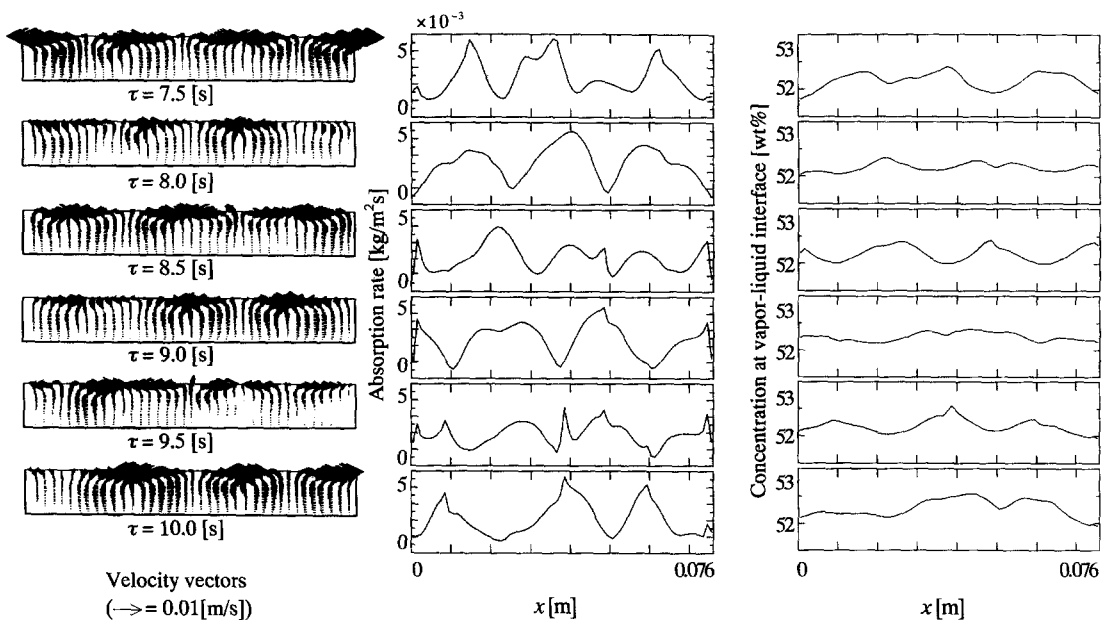 τ = 7.5 [s]
τ = 8.0 [s]
τ = 8.5 [s]
τ = 9.0 [s]
τ = 9.5 [s]
τ = 10.0 [s]
Velocity vectors
(→= 0.01[m/s])
×10⁻³
5
0
5
0
5
0
5
0
5
0
5
0
Absorption rate [kg/m²s]
0
0.076
x [m]
53
52
53
52
53
52
53
52
53
52
53
52
Concentration at vapor-liquid interface [wt%]
0
0.076
x [m]